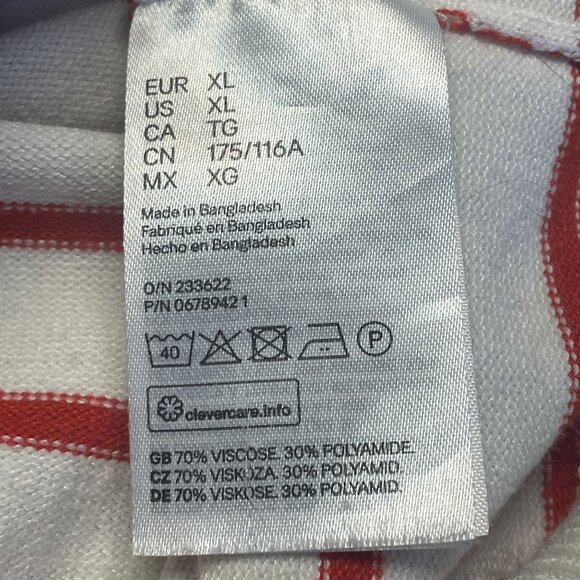 EUR XL
US XL
CA TG
CN 175/116A
MX XG
Made in Bangladesh
Fabriqué en Bangladesh
Hecho en Bangladesh
O/N 233622
P/N 0678942 1
40 P
clevercare.info
GB 70% VISCOSE. 30% POLYAMIDE.
CZ 70% VISKÓZA. 30% POLYAMID.
DE 70% VISKOSE. 30% POLYAMID.